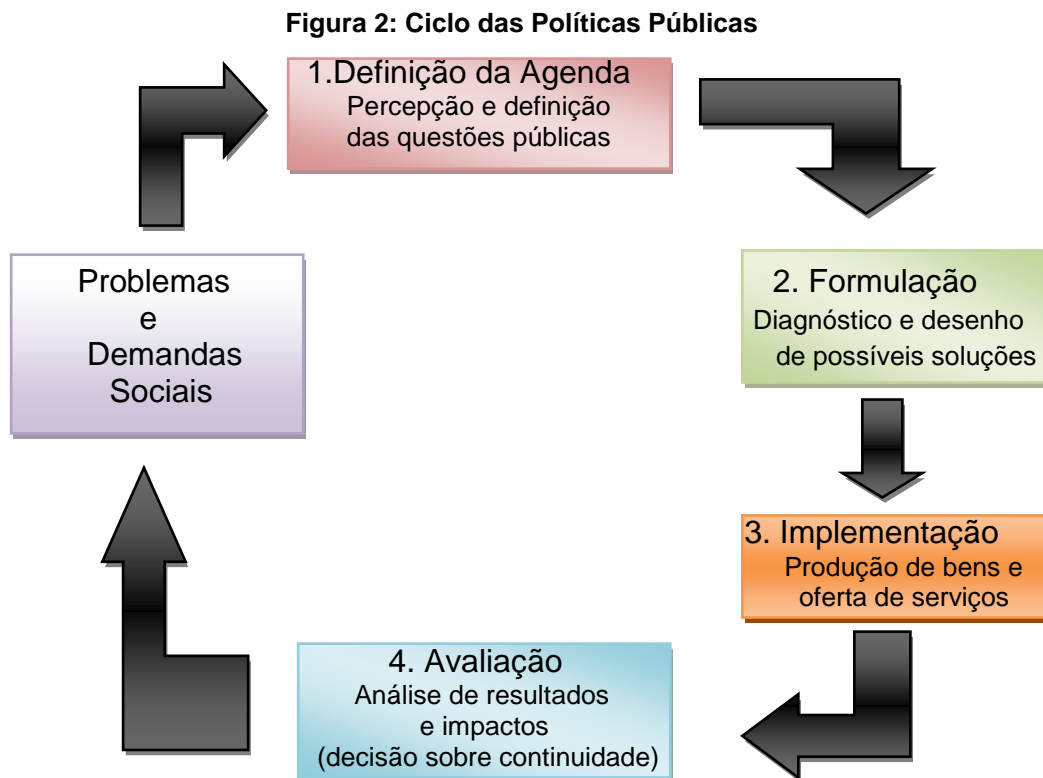 Figura 2: Ciclo das Políticas Públicas
1.Definição da Agenda
Percepção e definição
das questões públicas
Problemas
e
Demandas
Sociais
2. Formulação
Diagnóstico e desenho
de possíveis soluções
3. Implementação
Produção de bens e
oferta de serviços
4. Avaliação
Análise de resultados
e impactos
(decisão sobre continuidade)